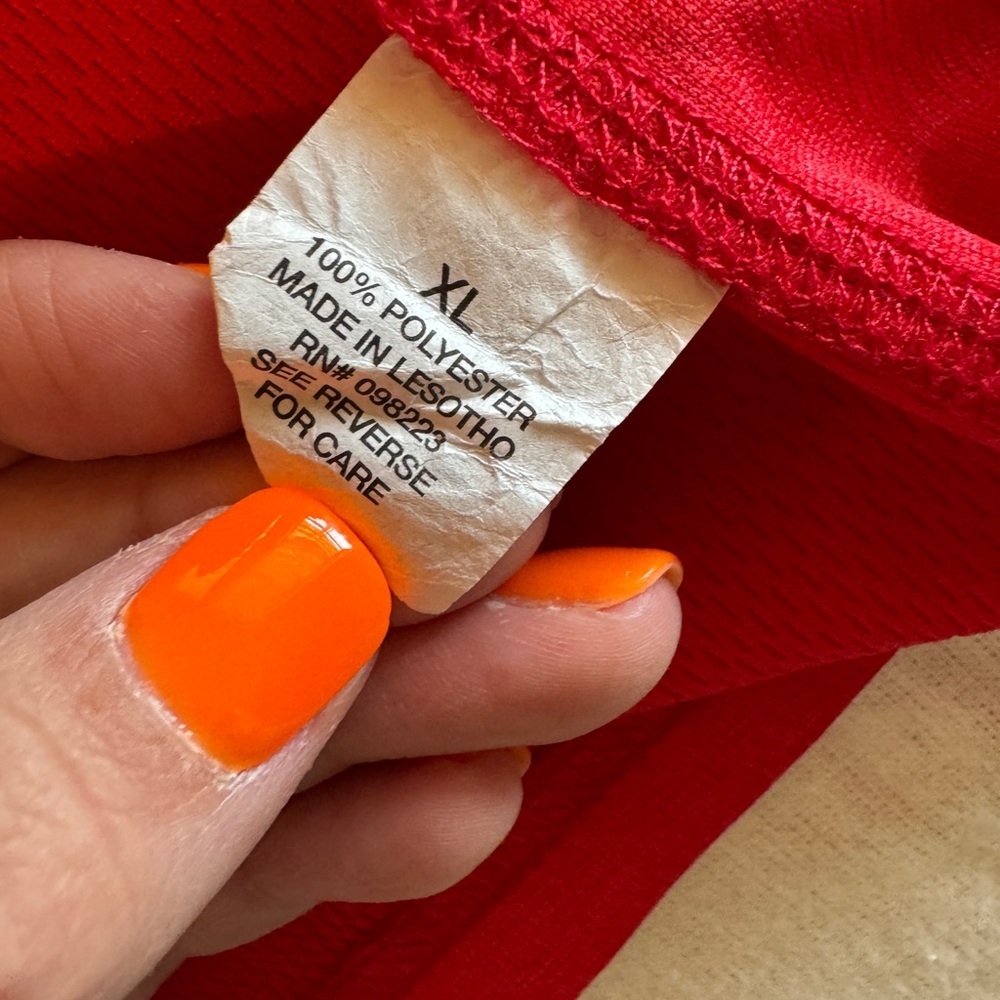 XL
100% POLYESTER
MADE IN LESOTHO
RN# 098223
SEE REVERSE
FOR CARE